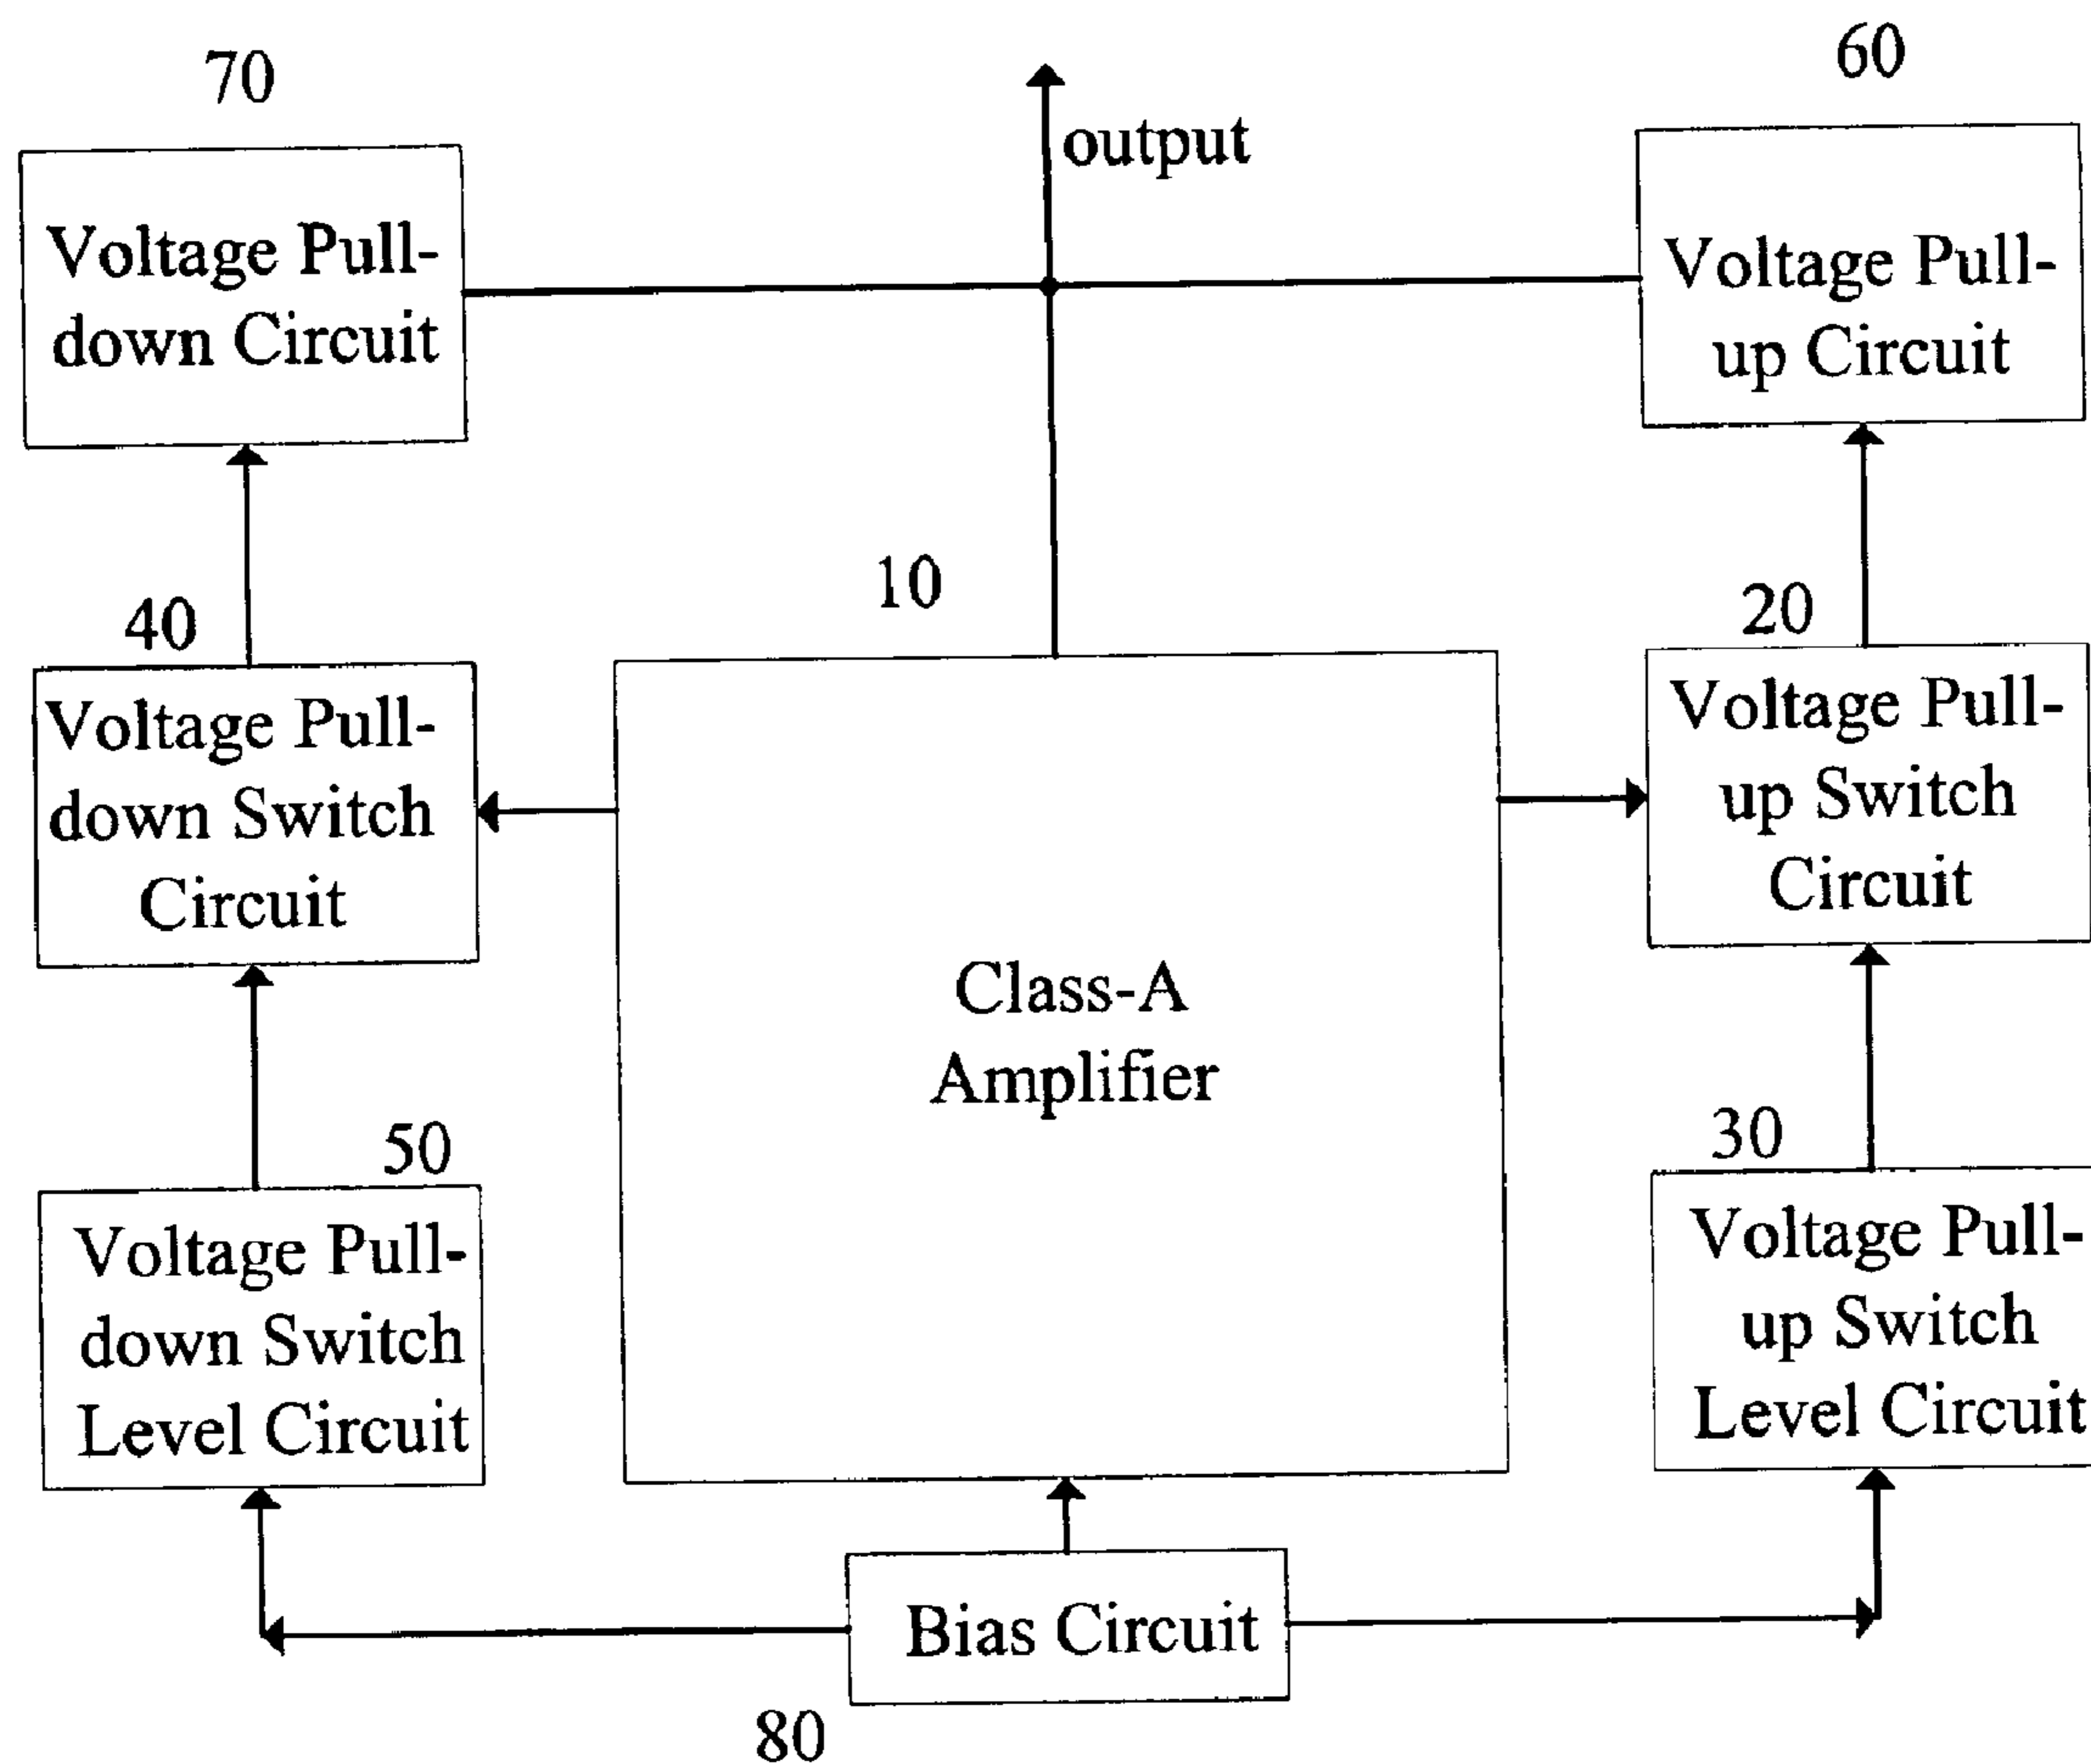 70
60
output
Voltage Pull-
down Circuit
Voltage Pull-
up Circuit
10
40
20
Voltage Pull-
down Switch
Circuit
Voltage Pull-
up Switch
Circuit
Class-A
Amplifier
50
30
Voltage Pull-
down Switch
Level Circuit
Voltage Pull-
up Switch
Level Circuit
Bias Circuit
80